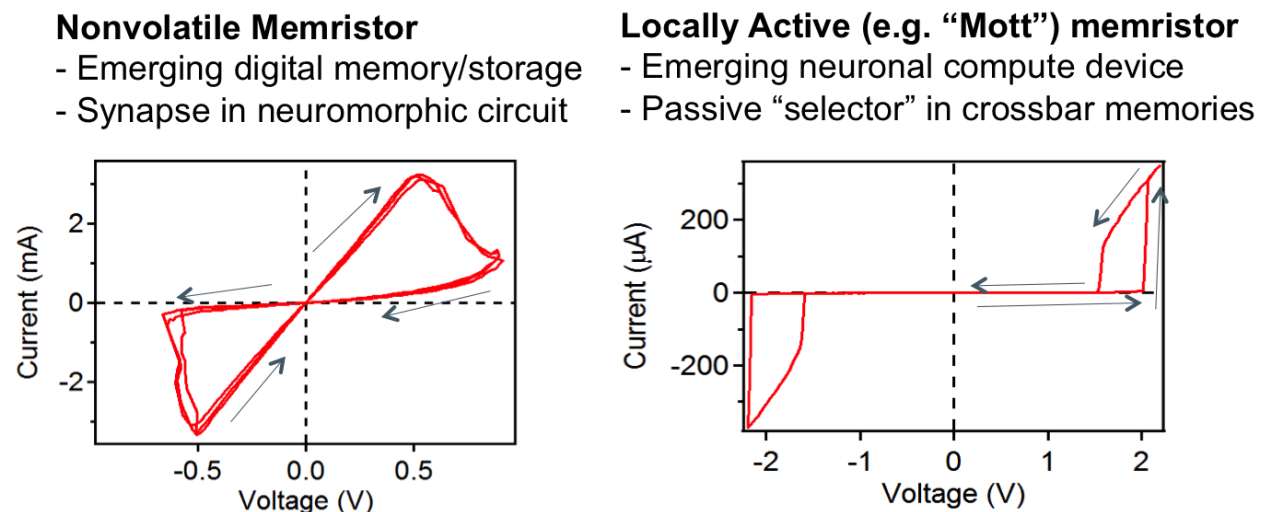 Nonvolatile Memristor
- Emerging digital memory/storage
- Synapse in neuromorphic circuit
Locally Active (e.g. “Mott”) memristor
- Emerging neuronal compute device
- Passive “selector” in crossbar memories
Current (mA)
2
0
-2
-0.5
0.0
0.5
Voltage (V)
Current (µA)
200
0
-200
-2
-1
0
1
2
Voltage (V)